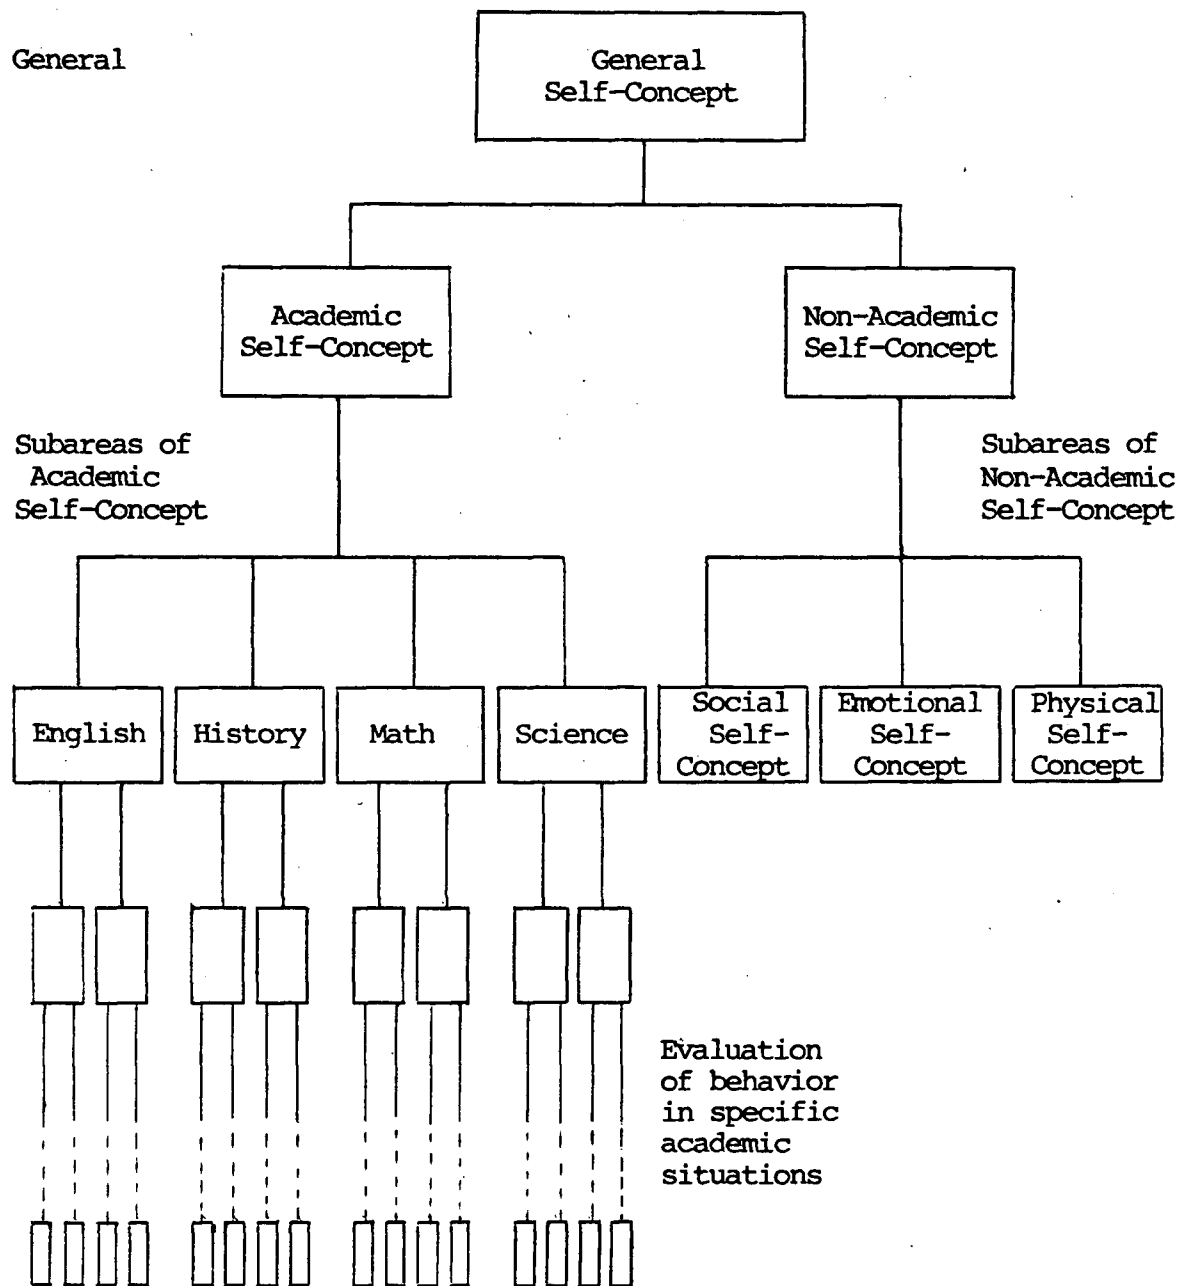 General
General
Self-Concept
Academic
Self-Concept
Non-Academic
Self-Concept
Subareas of
Academic
Self-Concept
Subareas of
Non-Academic
Self-Concept
English
History
Math
Science
Social
Self-
Concept
Emotional
Self-
Concept
Physical
Self-
Concept
Evaluation
of behavior
in specific
academic
situations